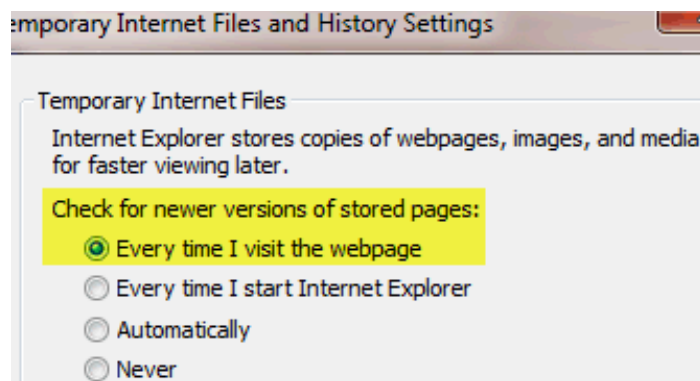 emporary Internet Files and History Settings
Temporary Internet Files
Internet Explorer stores copies of webpages, images, and media
for faster viewing later.
Check for newer versions of stored pages:
Every time I visit the webpage
Every time I start Internet Explorer
Automatically
Never